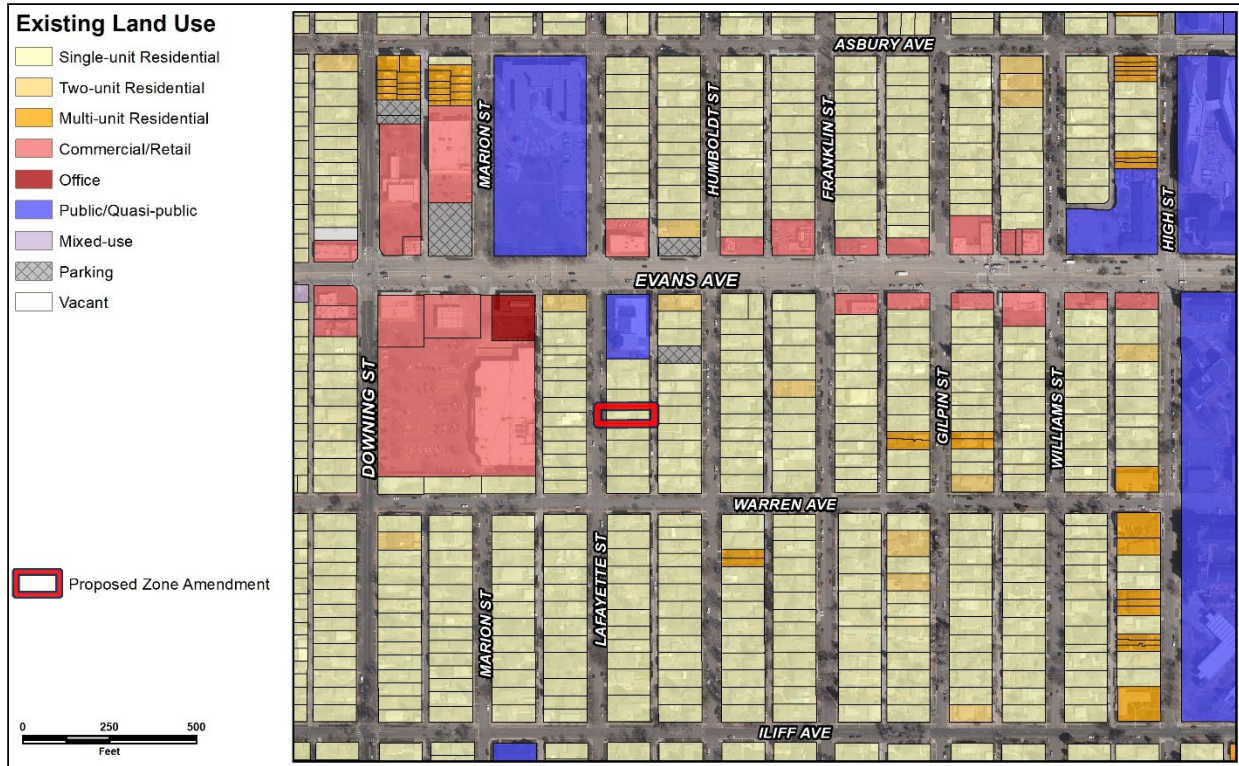 Existing Land Use
Single-unit Residential
Two-unit Residential
Multi-unit Residential
Commercial/Retail
Office
Public/Quasi-public
Mixed-use
Parking
Vacant
Proposed Zone Amendment
0 250 500
Feet
ASBURY AVE
MARION ST
HUMBOLDT ST
FRANKLIN ST
HIGH ST
EVANS AVE
DOWNING ST
GILPIN ST
WILLIAMS ST
WARREN AVE
MARION ST
LAFAYETTE ST
ILIFF AVE